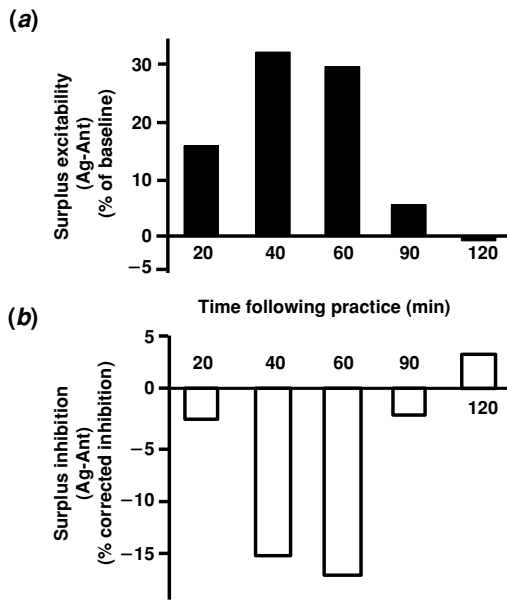 (a)
Surplus excitability
(Ag-Ant)
(% of baseline)
30
20
10
0
−5
20 40 60 90 120
Time following practice (min)
(b)
Surplus inhibition
(Ag-Ant)
(% corrected inhibition)
5
0
−5
−10
−15
20 40 60 90
120